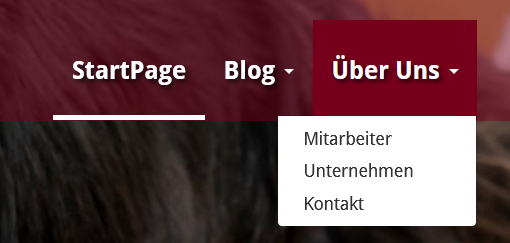 StartPage Blog Über Uns
Mitarbeiter
Unternehmen
Kontakt